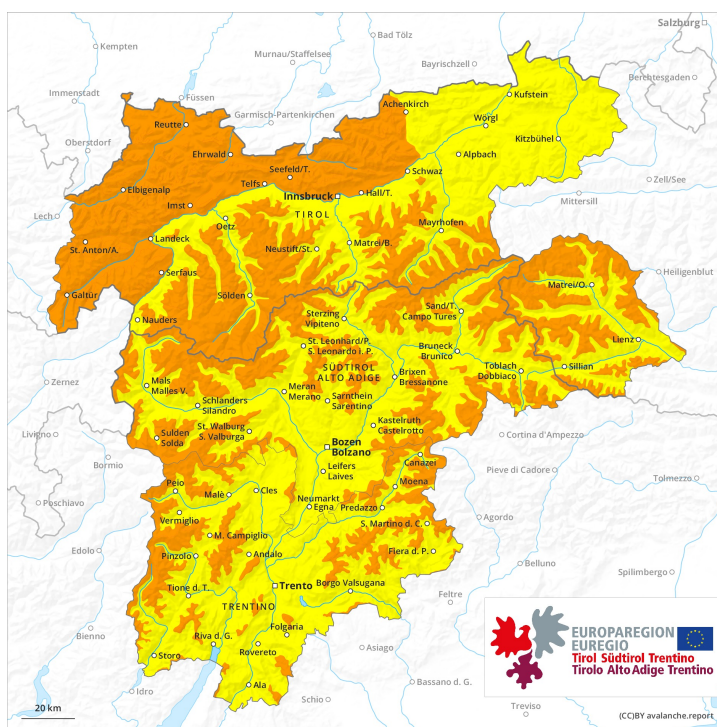 Salzburg
Bad Tölz
Kempten
Murnau/Staffelsee
Bayrischzell
Berchtesgaden
Immenstadt
Füssen
Kufstein
Achenkirch
Garmisch-Partenkirchen
Wörgl
Reutte
Oberstdorf
Kitzbühel
Ehrwald
Alpbach
Seefeld/T.
Schwaz
Telfs
Zell/See
Elbigenalp
Innsbruck
Hall/T.
Mittersill
Imst
TIROL
Lech
Oetz
Mayrhofen
Landeck
Neustift/St.
Matrei/B.
St. Anton/A.
Serfaus
Heiligenblut
Matrei/O.
Galtür
Sölden
Sand/T.
Campo Tures
Nauders
Sterzing
Vipiteno
Lienz
St. Leonhard/P.
S. Leonardo i. P.
Bruneck
Brunico
Sillian
SÜDTIROL
ALTO ADIGE
Toblach
Dobbiaco
Brixen
Bressanone
Zernez
Mals
Malles V.
Meran
Merano
Sarnthein
Sarentino
Schlanders
Silandro
Kastelruth
Castelrotto
St. Walburg
S. Valburga
Livigno
Sulden
Solda
Cortina d'Ampezzo
Bozen
Bolzano
Canazei
Bormio
Leifers
Laives
Pieve di Cadore
Tolmezzo
Peio
Malè
Cles
Moena
Neumarkt
Egna
Predazzo
Poschiavo
Vermiglio
Agordo
S. Martino d. C.
M. Campiglio
Edolo
Pinzolo
Andalo
Fiera d. P.
Belluno
Spilimbergo
Tione d. T.
Trento
Borgo Valsugana
Feltre
TRENTINO
Folgaria
Bienno
Riva d. G.
Rovereto
Asiago
Storo
Bassano d. G.
Ala
Idro
Schio
Treviso
EUROPAREGION
EUREGIO
Tirol Südtirol Trentino
Tirolo Alto Adige Trentino
20 km
(CC)BY avalanche.report